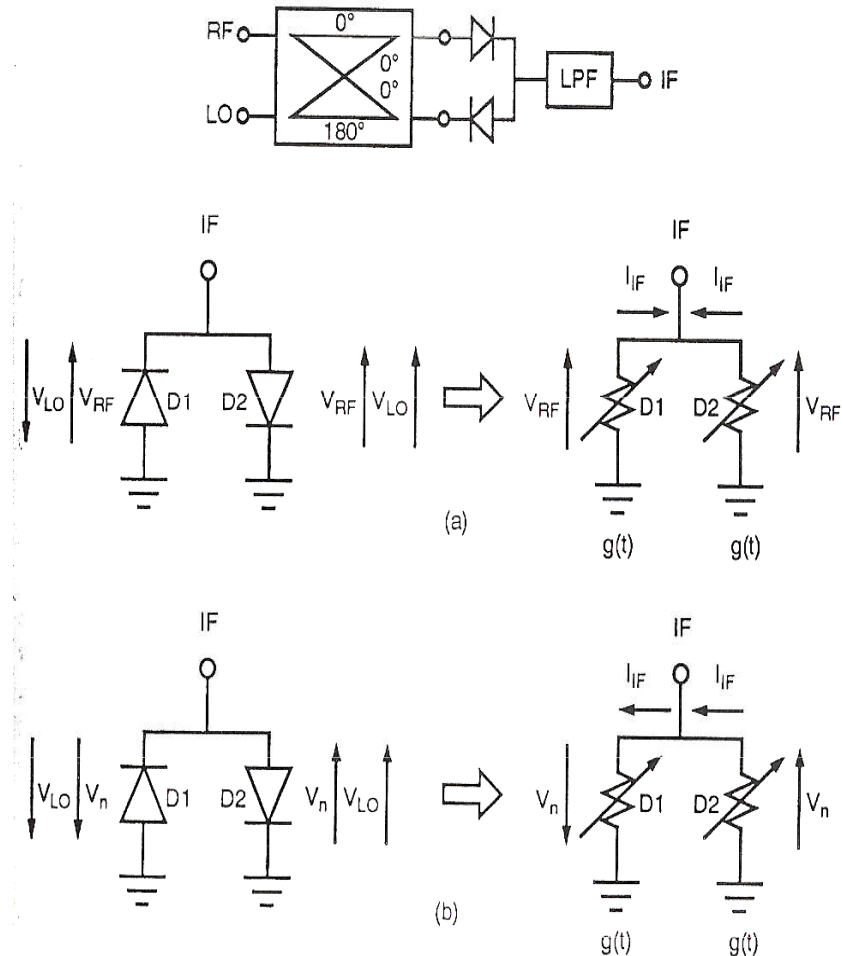 0°
RF
0°
LPF
IF
0°
LO
180°
IF
IF
I_IF I_IF
V_LO V_RF D1 D2 V_RF V_LO V_RF D1 D2 V_RF
(a)
g(t) g(t)
IF
IF
I_IF I_IF
V_LO V_n D1 D2 V_n V_LO V_n D1 D2 V_n
(b)
g(t) g(t)